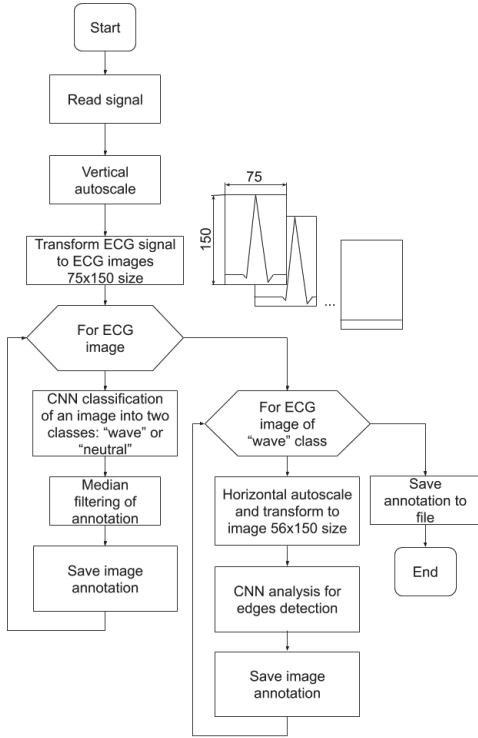 Start
Read signal
Vertical
autoscale
75
150
Transform ECG signal
to ECG images
75x150 size
...
For ECG
image
CNN classification
of an image into two
classes: “wave” or
“neutral”
Median
filtering of
annotation
Save image
annotation
For ECG
image of
“wave” class
Horizontal autoscale
and transform to
image 56x150 size
CNN analysis for
edges detection
Save image
annotation
Save
annotation to
file
End